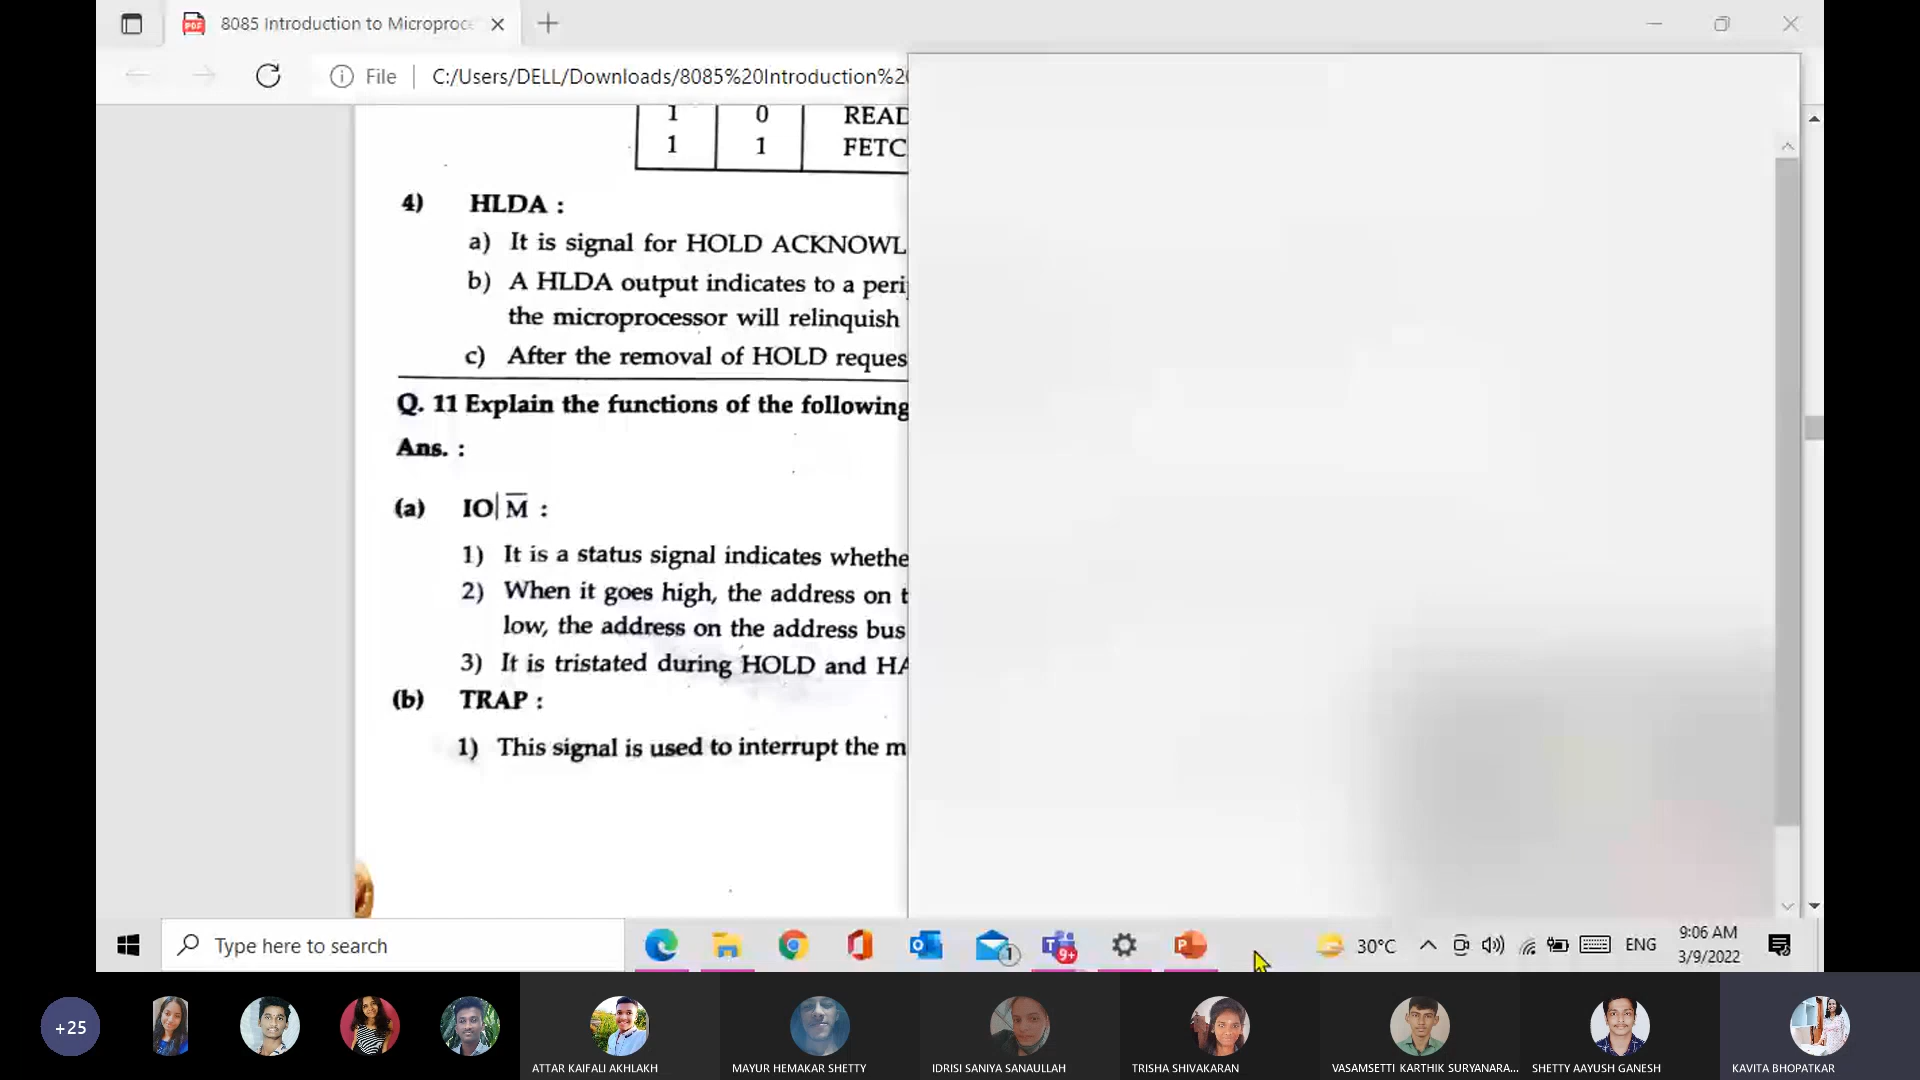 8085 Introduction to Microproce
File
C:/Users/DELL/Downloads/8085%20Introduction%20
1 0 READ
1 1 FETC
4) HLDA :
a) It is signal for HOLD ACKNOWL
b) A HLDA output indicates to a peri
the microprocessor will relinquish
c) After the removal of HOLD reques
Q. 11 Explain the functions of the following
Ans. :
(a) IO| M̅ :
1) It is a status signal indicates whethe
2) When it goes high, the address on t
low, the address on the address bus
3) It is tristated during HOLD and HA
(b) TRAP :
1) This signal is used to interrupt the m
Type here to search
1
9+
30°C
ENG
9:06 AM
3/9/2022
+25
ATTAR KAIFALI AKHLAKH
MAYUR HEMAKAR SHETTY
IDRISI SANIYA SANAULLAH
TRISHA SHIVAKARAN
VASAMSETTI KARTHIK SURYANARA...
SHETTY AAYUSH GANESH
KAVITA BHOPATKAR